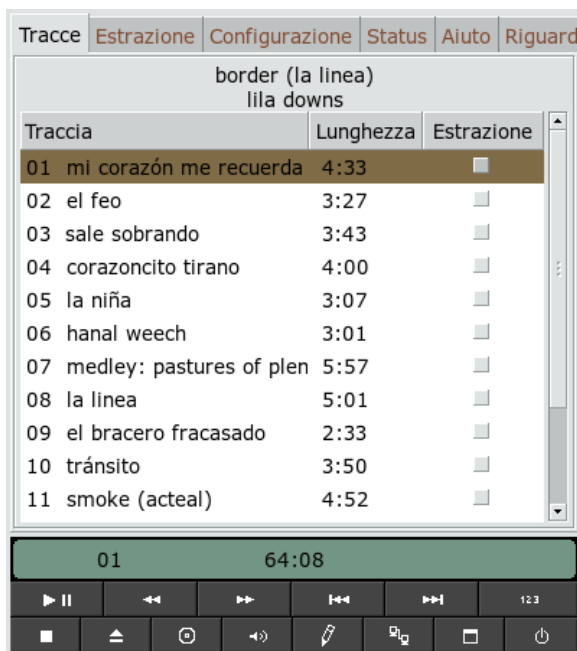 Tracce Estrazione Configurazione Status Aiuto Riguard
border (la linea)
lila downs
Traccia Lunghezza Estrazione
01 mi corazón me recuerda 4:33
02 el feo 3:27
03 sale sobrando 3:43
04 corazoncito tirano 4:00
05 la niña 3:07
06 hanal weech 3:01
07 medley: pastures of plen 5:57
08 la linea 5:01
09 el bracero fracasado 2:33
10 tránsito 3:50
11 smoke (acteal) 4:52
01 64:08
123